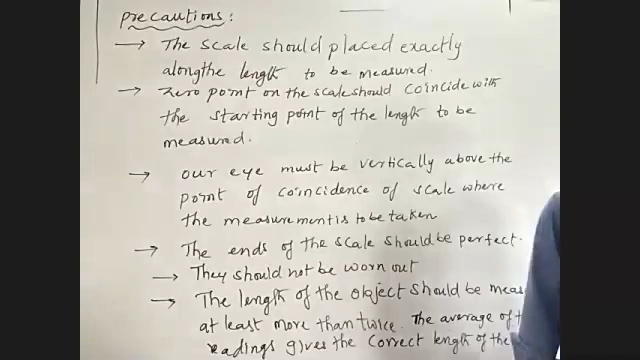 precautions:
→ The scale should placed exactly
alongthe length to be measured.
→ Zero point on the scale should coincide with
the starting point of the length to be
measured.
→ our eye must be vertically above the
point of coincidence of scale where
the measurement is to be taken
→ The ends of the scale should be perfect.
→ They should not be worn out
→ The length of the object should be meas
at least more than twice. The average of
readings gives the correct length of the